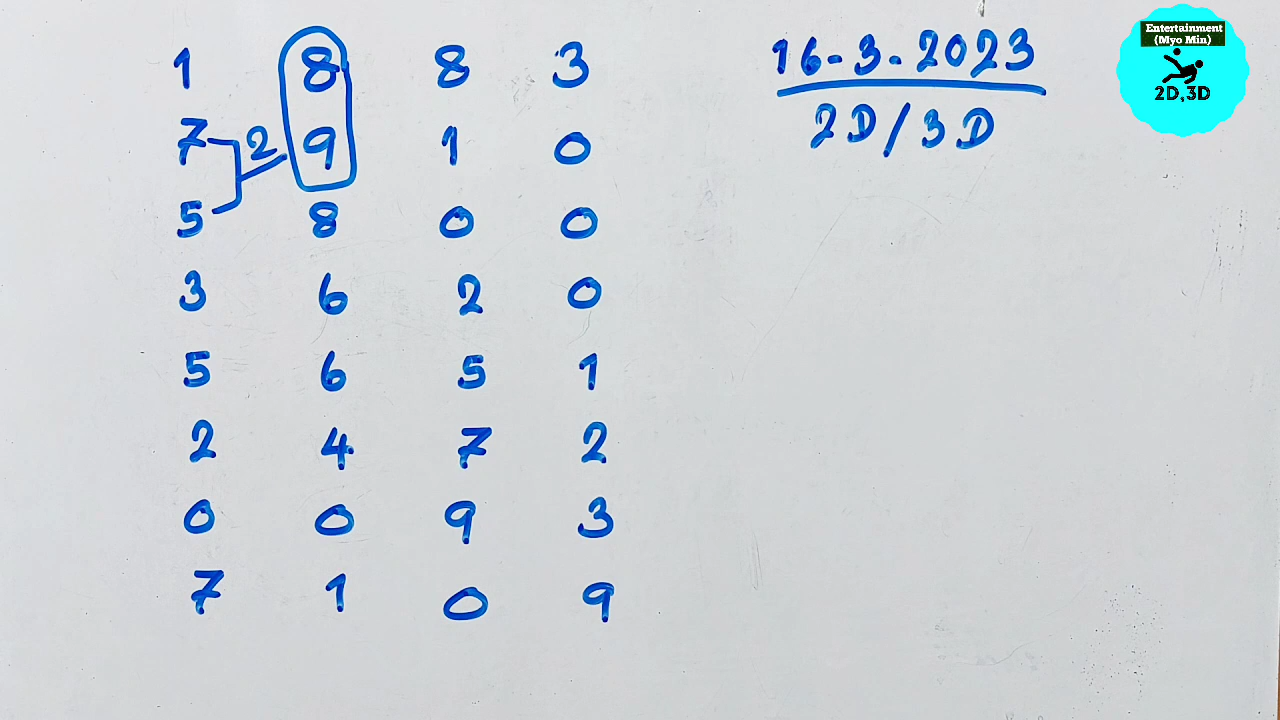 1 8 8 3
7 2 9 1 0
5 8 0 0
3 6 2 0
5 6 5 1
2 4 7 2
0 0 9 3
7 1 0 9
16-3-2023
2D/3D
Entertainment
(Myo Min)
2D,3D